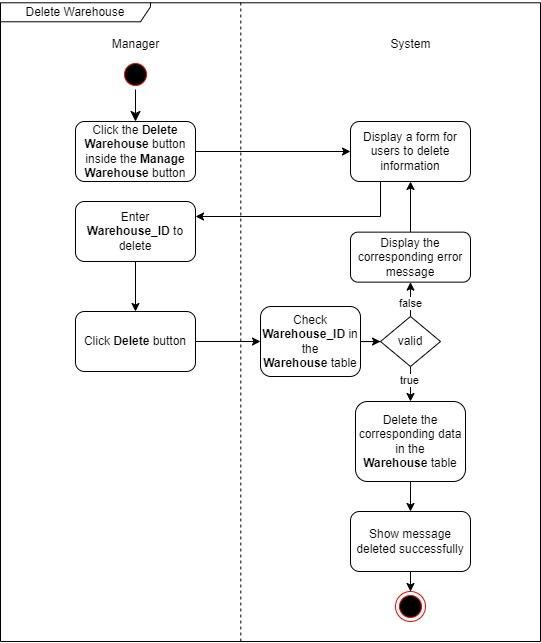 Delete Warehouse
Manager
System
Click the Delete
Warehouse button
inside the Manage
Warehouse button
Display a form for
users to delete
information
Enter
Warehouse_ID to
delete
Display the
corresponding error
message
false
Click Delete button
Check
Warehouse_ID in
the
Warehouse table
valid
true
Delete the
corresponding data
in the
Warehouse table
Show message
deleted successfully